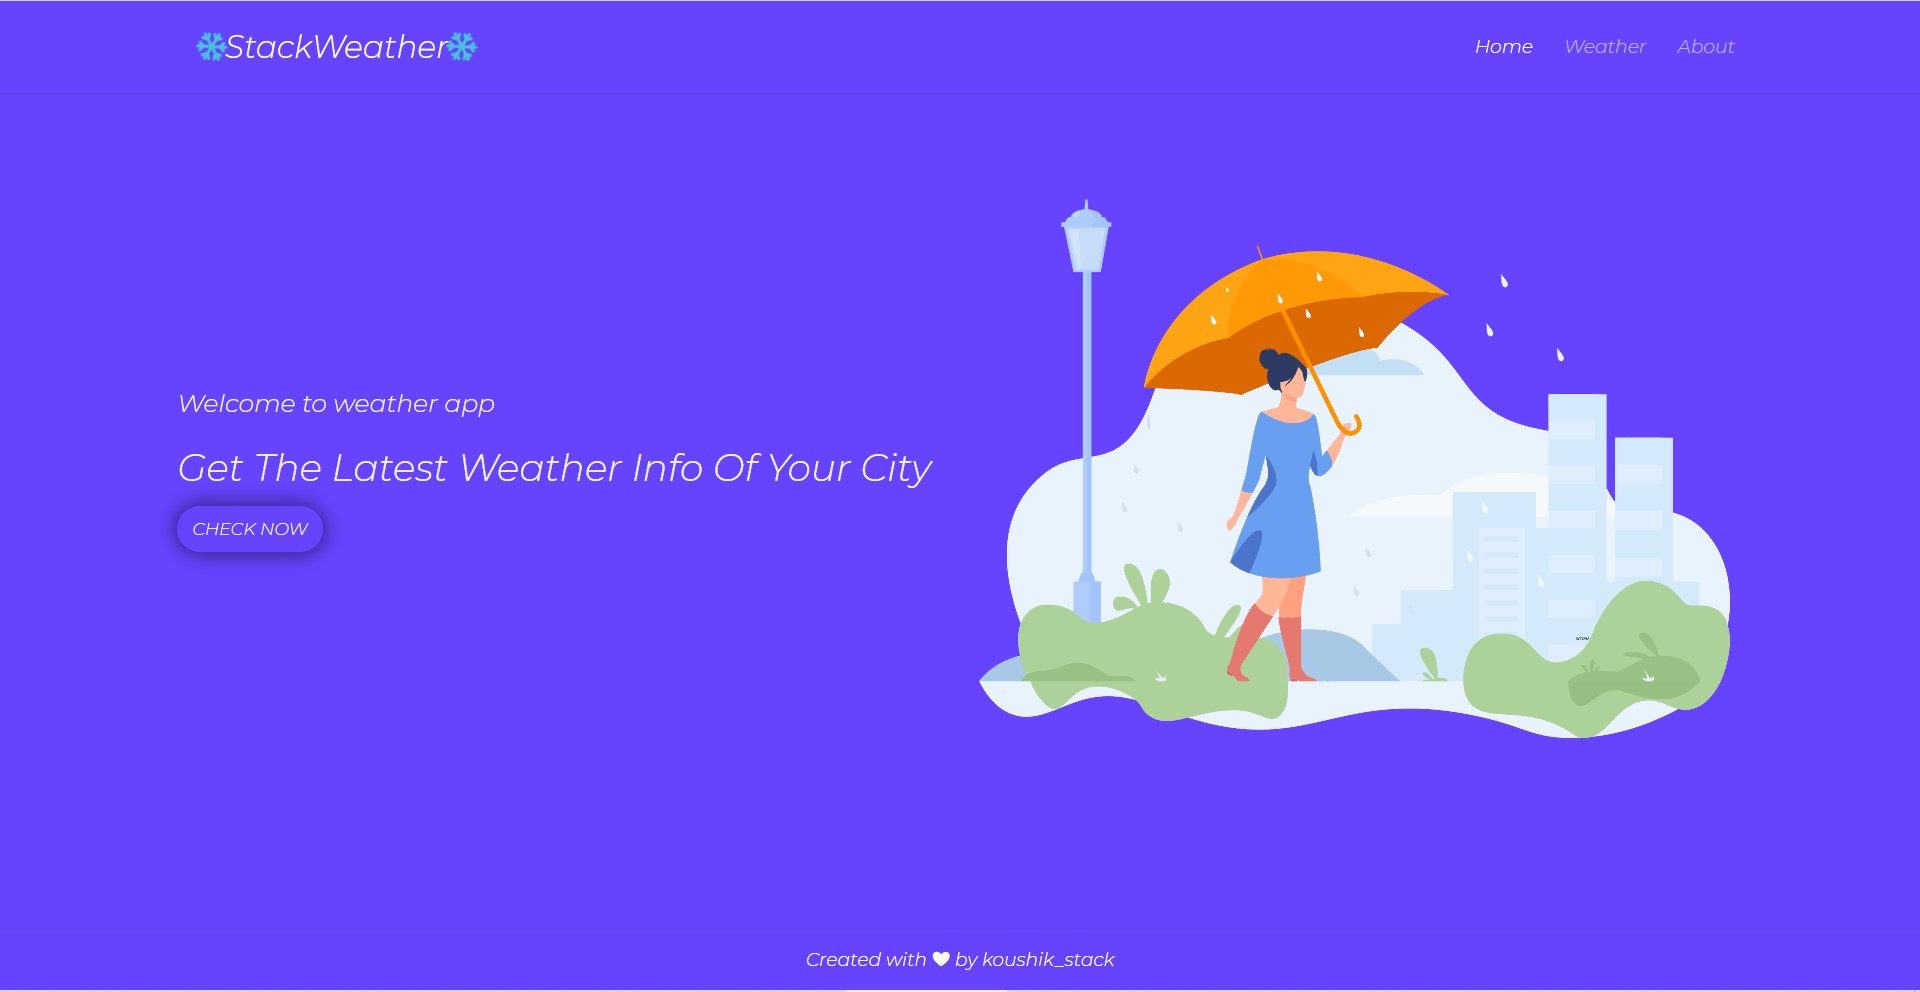 ❄StackWeather❄
Home Weather About
Welcome to weather app
Get The Latest Weather Info Of Your City
CHECK NOW
Created with 🤍 by koushik_stack